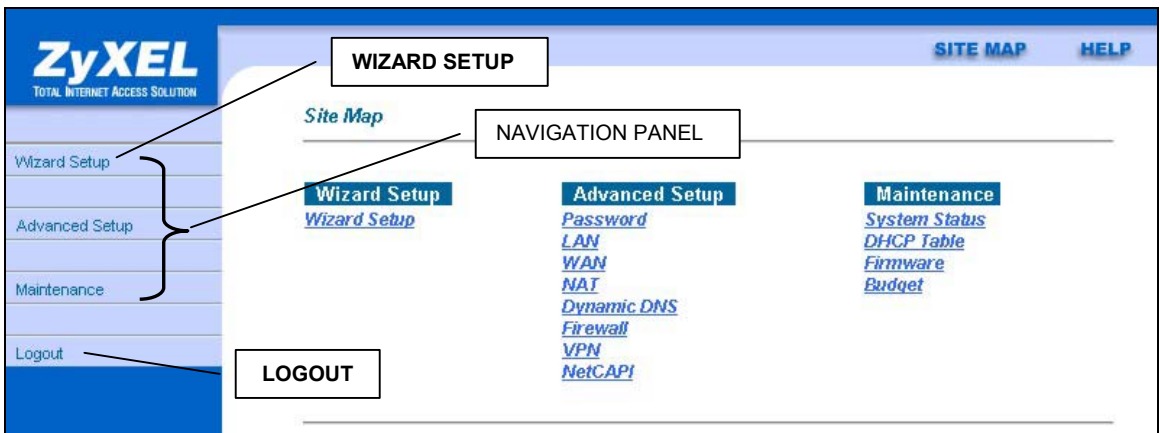 ZyXEL
TOTAL INTERNET ACCESS SOLUTION
SITE MAP HELP
WIZARD SETUP
Site Map
NAVIGATION PANEL
Wizard Setup
Advanced Setup
Maintenance
Logout
LOGOUT
Wizard Setup
Wizard Setup
Advanced Setup
Password
LAN
WAN
NAT
Dynamic DNS
Firewall
VPN
NetCAPI
Maintenance
System Status
DHCP Table
Firmware
Budget